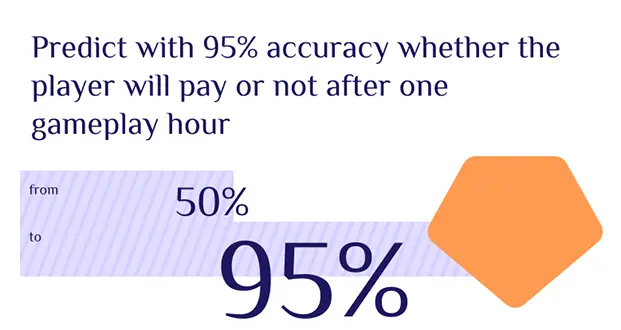 Predict with 95% accuracy whether the
player will pay or not after one
gameplay hour
from
50%
to
95%